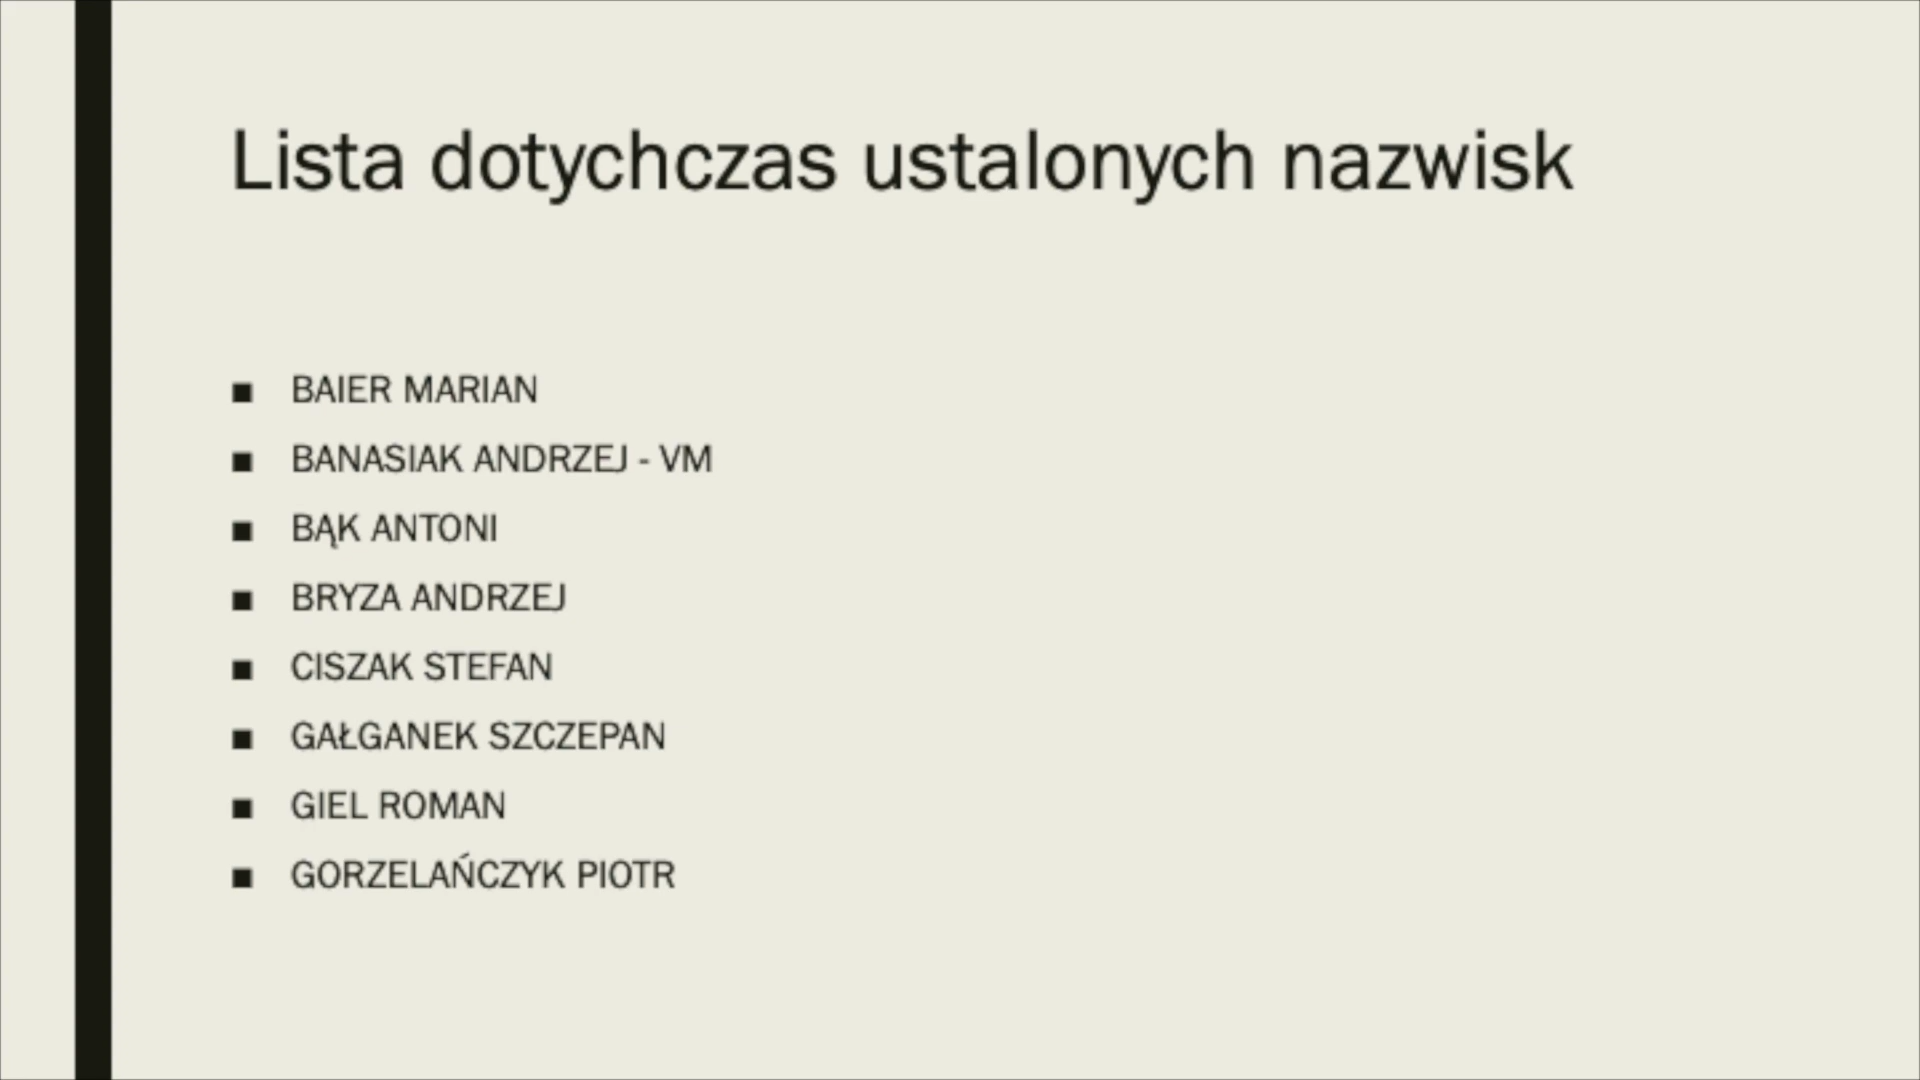 Lista dotychczas ustalonych nazwisk
■ BAIER MARIAN
■ BANASIAK ANDRZEJ - VM
■ BĄK ANTONI
■ BRYZA ANDRZEJ
■ CISZAK STEFAN
■ GAŁGANEK SZCZEPAN
■ GIEL ROMAN
■ GORZELAŃCZYK PIOTR